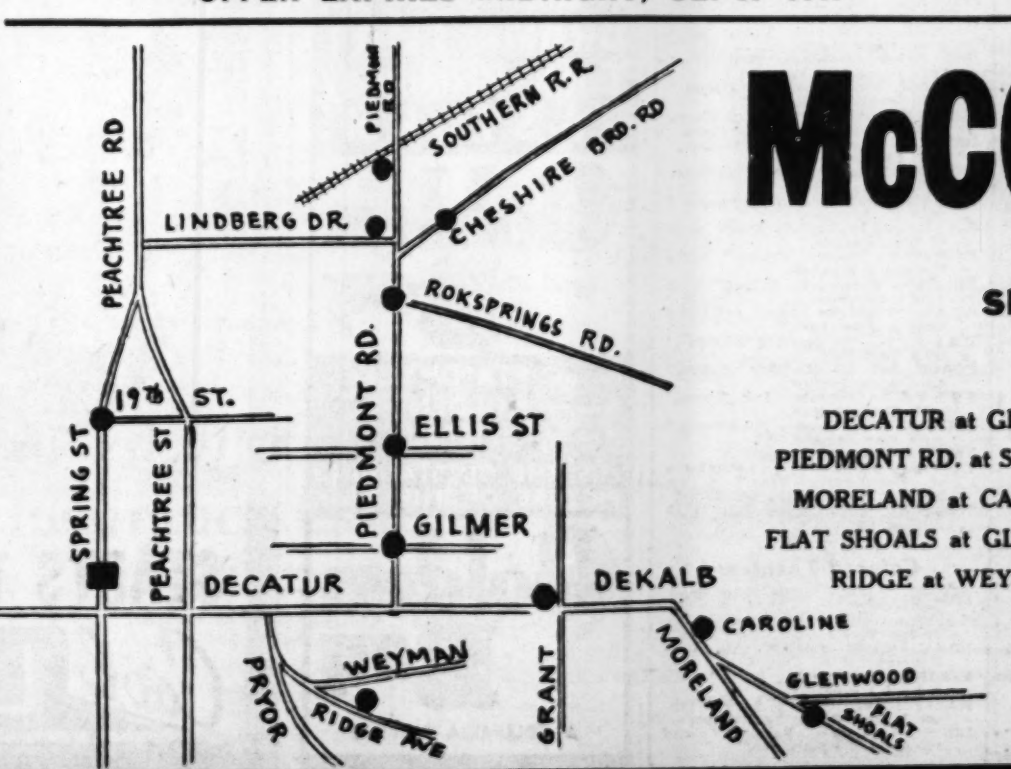 PIEDMONT RD
SOUTHERN R.R.
CHESHIRE BRD. RD
PEACHTREE RD
LINDBERG DR.
ROKSPRINGS RD.
PIEDMONT RD.
19th ST.
ELLIS ST
SPRING ST
PEACHTREE ST
GILMER
DECATUR
DEKALB
CAROLINE
WEYMAN
PRYOR
RIDGE AVE
GRANT
MORELAND
GLENWOOD
FLAT
SHOALS
McC
DECATUR at G
PIEDMONT RD. at S
MORELAND at CA
FLAT SHOALS at GL
RIDGE at WEY